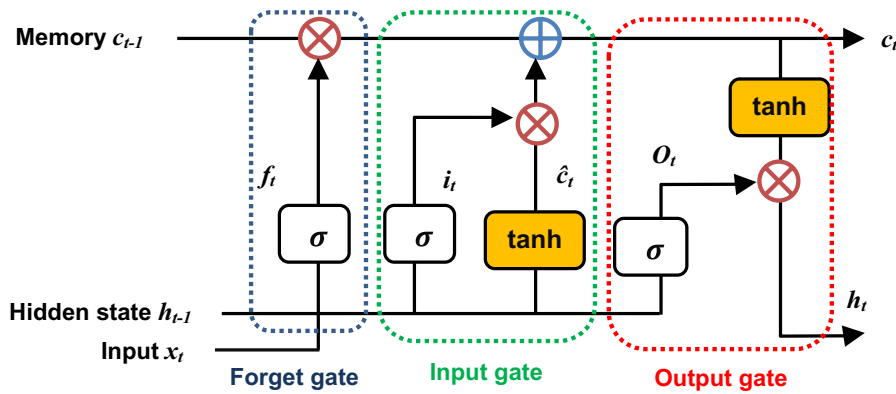 Memory c_{t-1}
c_t
tanh
f_t
i_t
ĉ_t
O_t
σ
σ
tanh
σ
Hidden state h_{t-1}
h_t
Input x_t
Forget gate
Input gate
Output gate